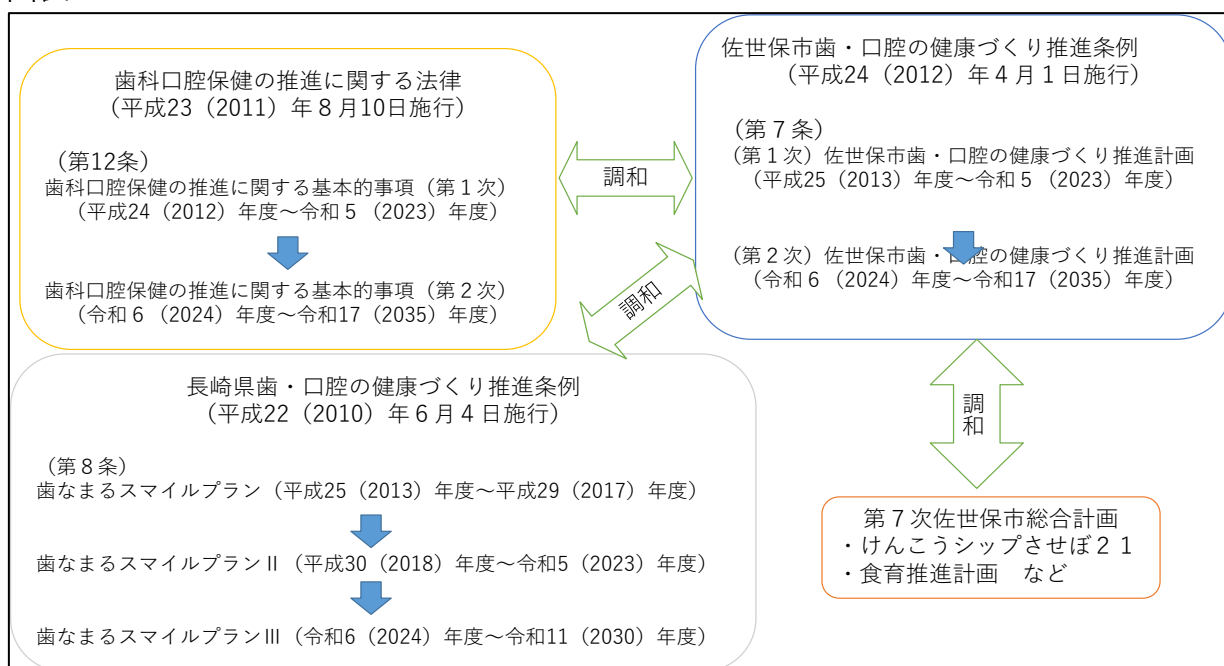 歯科口腔保健の推進に関する法律
（平成23（2011）年８月10日施行）
（第12条）
歯科口腔保健の推進に関する基本的事項（第１次）
（平成24（2012）年度～令和５（2023）年度）
歯科口腔保健の推進に関する基本的事項（第２次）
（令和６（2024）年度～令和17（2035）年度）
調和
佐世保市歯・口腔の健康づくり推進条例
（平成24（2012）年４月１日施行）
（第７条）
（第１次）佐世保市歯・口腔の健康づくり推進計画
（平成25（2013）年度～令和５（2023）年度）
（第２次）佐世保市歯・口腔の健康づくり推進計画
（令和６（2024）年度～令和17（2035）年度）
調和
長崎県歯・口腔の健康づくり推進条例
（平成22（2010）年６月４日施行）
（第８条）
歯なまるスマイルプラン（平成25（2013）年度～平成29（2017）年度）
歯なまるスマイルプランⅡ（平成30（2018）年度～令和5（2023）年度）
歯なまるスマイルプランⅢ（令和6（2024）年度～令和11（2030）年度）
調和
第７次佐世保市総合計画
・けんこうシップさせぼ２１
・食育推進計画　など